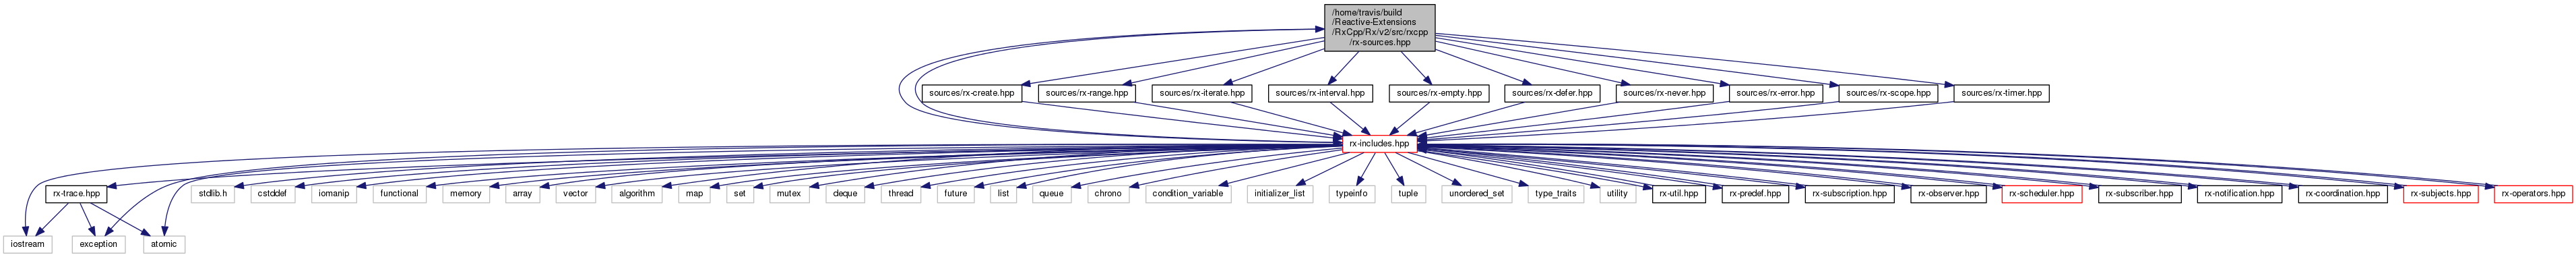 /home/travis/build
/Reactive-Extensions
/RxCpp/Rx/v2/src/rxcpp
/rx-sources.hpp
sources/rx-create.hpp
sources/rx-range.hpp
sources/rx-iterate.hpp
sources/rx-interval.hpp
sources/rx-empty.hpp
sources/rx-defer.hpp
sources/rx-never.hpp
sources/rx-error.hpp
sources/rx-scope.hpp
sources/rx-timer.hpp
rx-includes.hpp
rx-trace.hpp
stdlib.h
cstddef
iomanip
functional
memory
array
vector
algorithm
map
set
mutex
deque
thread
future
list
queue
chrono
condition_variable
initializer_list
typeinfo
tuple
unordered_set
type_traits
utility
rx-util.hpp
rx-predef.hpp
rx-subscription.hpp
rx-observer.hpp
rx-scheduler.hpp
rx-subscriber.hpp
rx-notification.hpp
rx-coordination.hpp
rx-subjects.hpp
rx-operators.hpp
iostream
exception
atomic